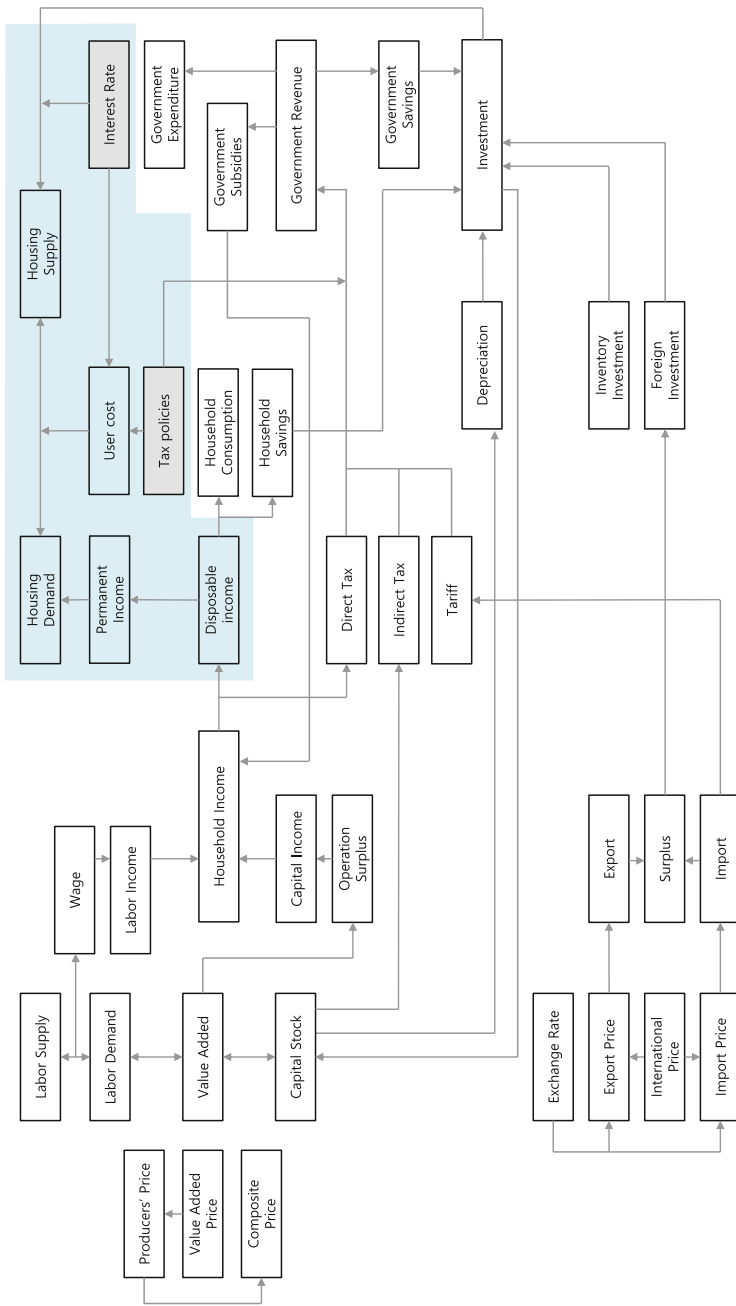 Producers' Price
Value Added
Price
Composite
Price
Labor Supply
Labor Demand
Value Added
Capital Stock
Exchange Rate
Export Price
International
Price
Import Price
Wage
Labor Income
Household Income
Capital Income
Operation
Surplus
Export
Surplus
Import
Housing
Demand
Permanent
Income
Disposable
income
Direct Tax
Indirect Tax
Tariff
User cost
Tax policies
Household
Consumption
Household
Savings
Depreciation
Inventory
Investment
Foreign
Investment
Housing
Supply
Interest Rate
Government
Expenditure
Government
Subsidies
Government Revenue
Government
Savings
Investment